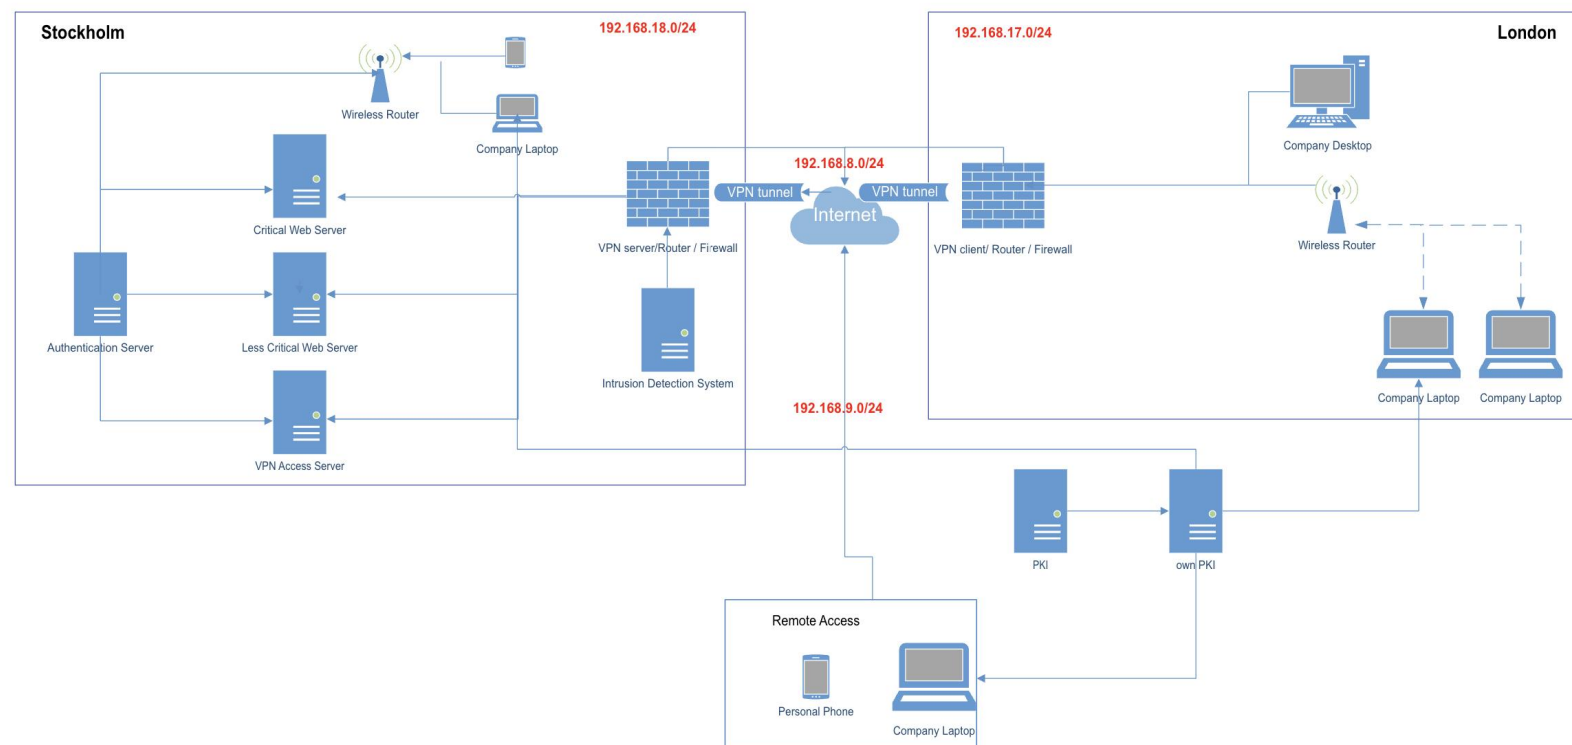 Stockholm
192.168.18.0/24
192.168.17.0/24
London
Wireless Router
Company Laptop
Company Desktop
192.168.8.0/24
VPN tunnel
VPN tunnel
Internet
Critical Web Server
VPN server/Router / Firewall
VPN client/ Router / Firewall
Wireless Router
Authentication Server
Less Critical Web Server
Intrusion Detection System
Company Laptop
Company Laptop
192.168.9.0/24
VPN Access Server
PKI
own PKI
Remote Access
Personal Phone
Company Laptop